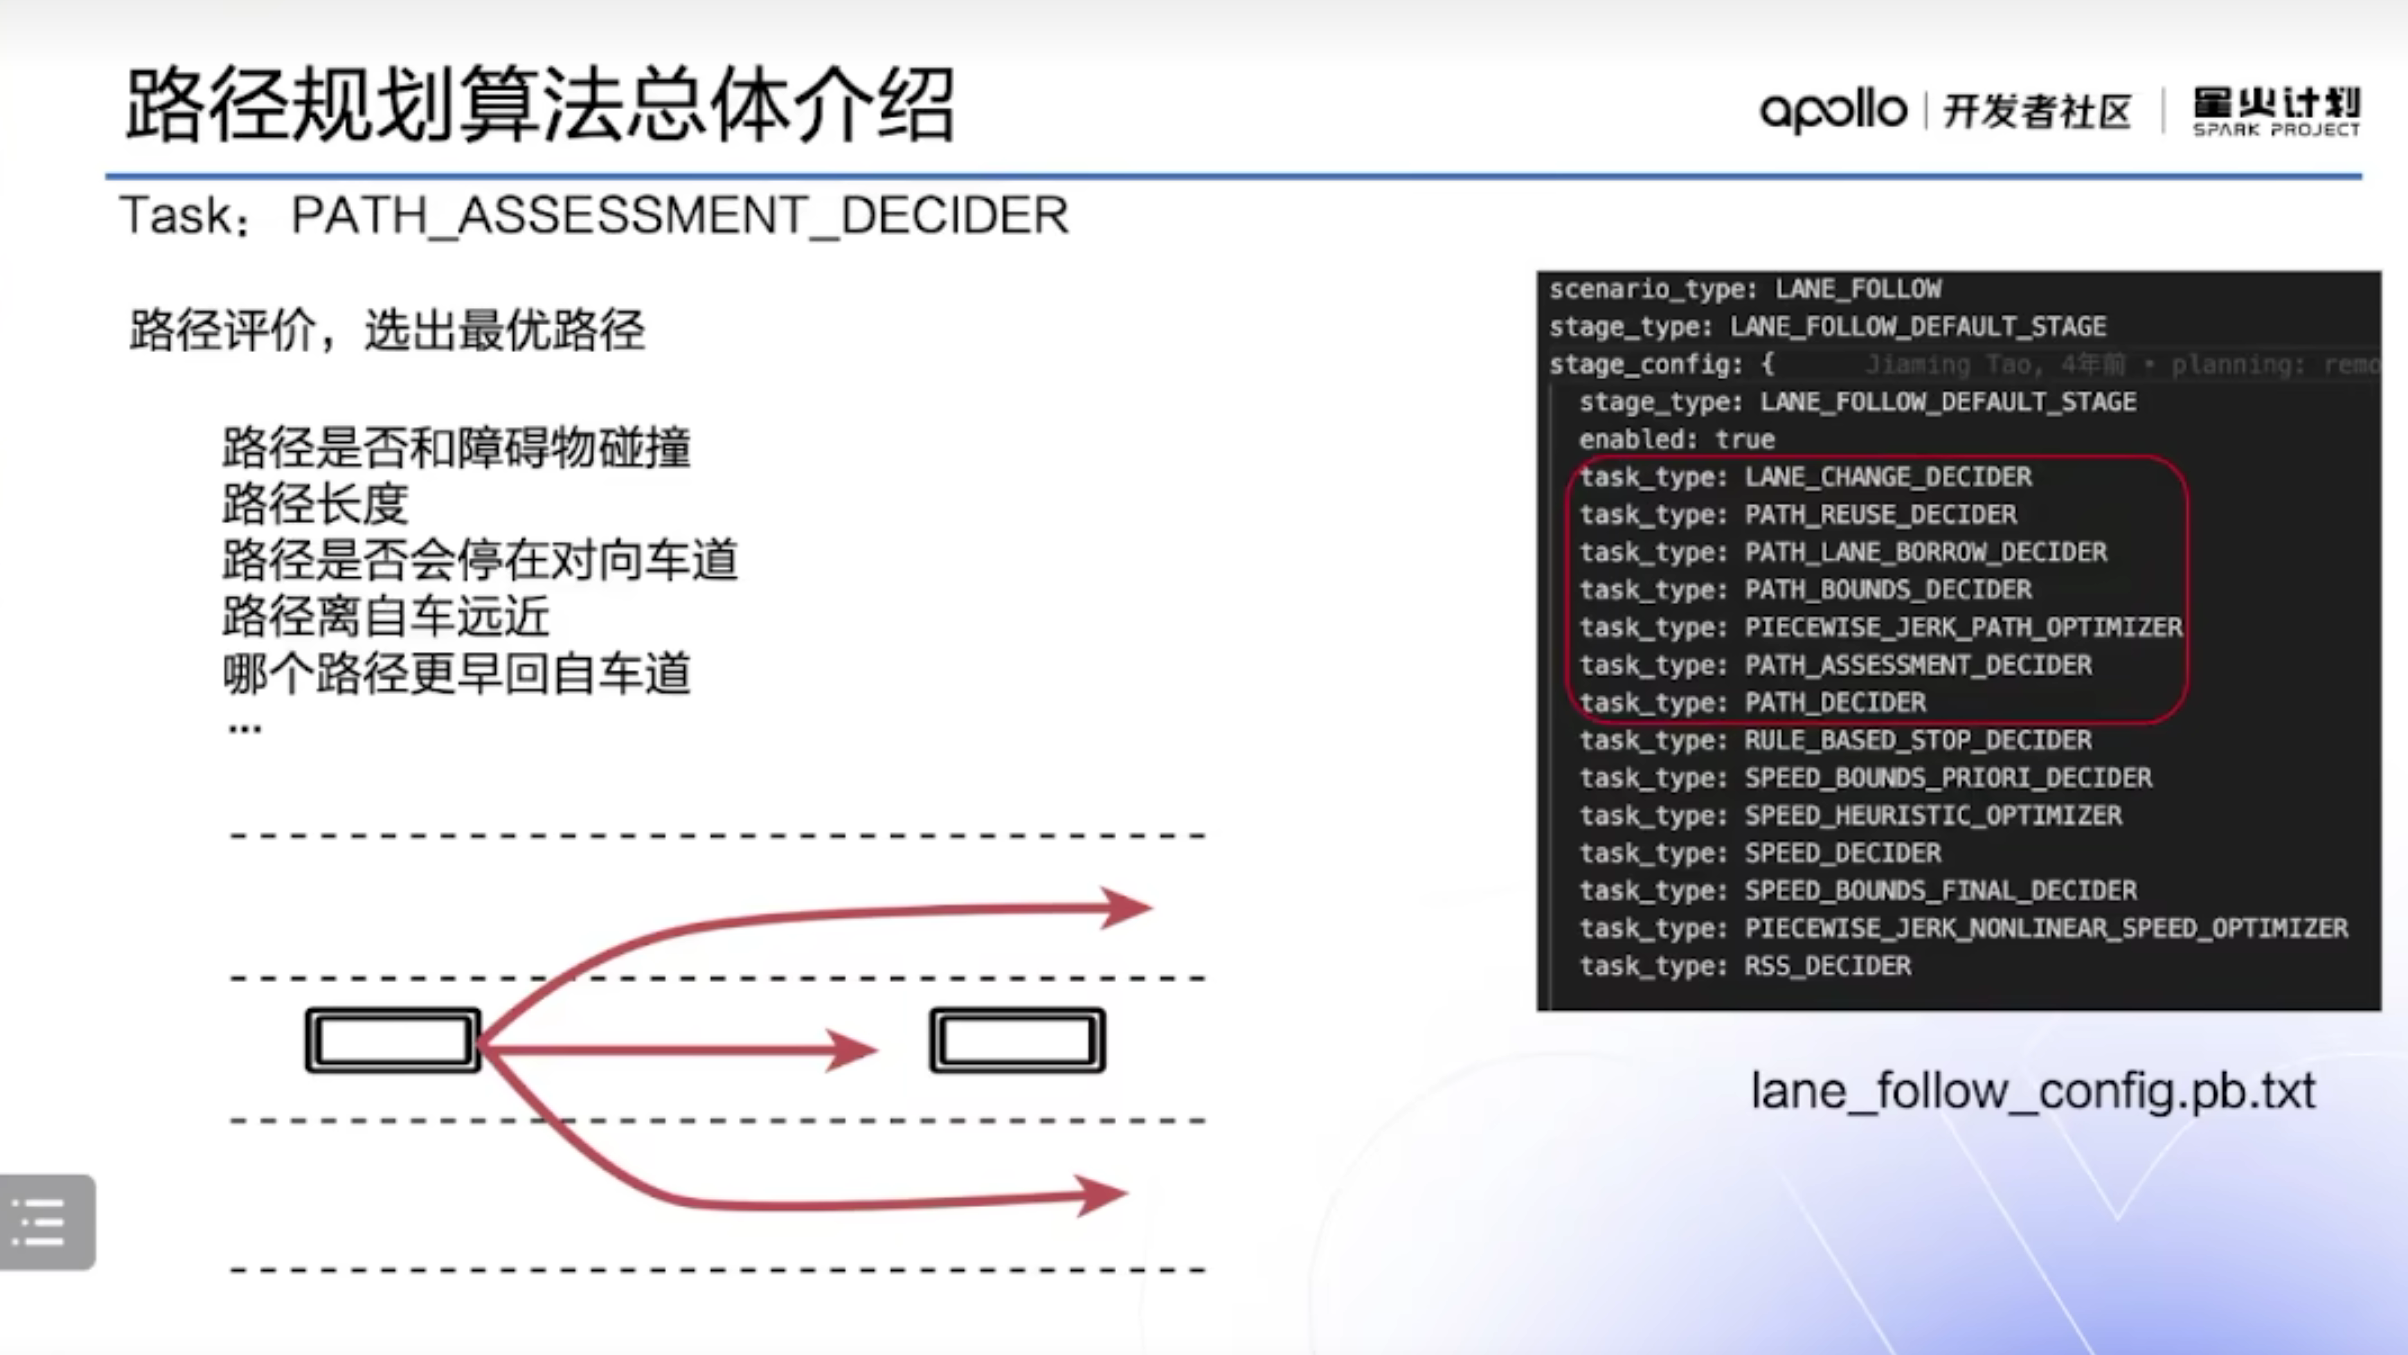 路径规划算法总体介绍
apollo | 开发者社区 | 星火计划
SPARK PROJECT
Task： PATH_ASSESSMENT_DECIDER
路径评价，选出最优路径
路径是否和障碍物碰撞
路径长度
路径是否会停在对向车道
路径离自车远近
哪个路径更早回自车道
...
scenario_type: LANE_FOLLOW
stage_type: LANE_FOLLOW_DEFAULT_STAGE
stage_config: { Jiaming Tao, 4年前 • planning: remo
stage_type: LANE_FOLLOW_DEFAULT_STAGE
enabled: true
task_type: LANE_CHANGE_DECIDER
task_type: PATH_REUSE_DECIDER
task_type: PATH_LANE_BORROW_DECIDER
task_type: PATH_BOUNDS_DECIDER
task_type: PIECEWISE_JERK_PATH_OPTIMIZER
task_type: PATH_ASSESSMENT_DECIDER
task_type: PATH_DECIDER
task_type: RULE_BASED_STOP_DECIDER
task_type: SPEED_BOUNDS_PRIORI_DECIDER
task_type: SPEED_HEURISTIC_OPTIMIZER
task_type: SPEED_DECIDER
task_type: SPEED_BOUNDS_FINAL_DECIDER
task_type: PIECEWISE_JERK_NONLINEAR_SPEED_OPTIMIZER
task_type: RSS_DECIDER
lane_follow_config.pb.txt